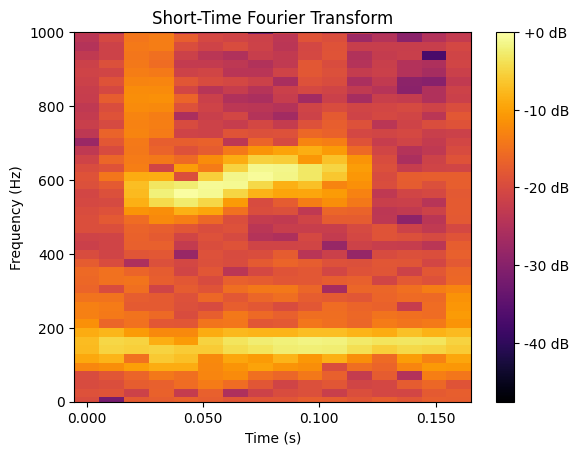 Short-Time Fourier Transform
1000
800
600
400
200
0
Frequency (Hz)
0.000
0.050
0.100
0.150
Time (s)
+0 dB
-10 dB
-20 dB
-30 dB
-40 dB